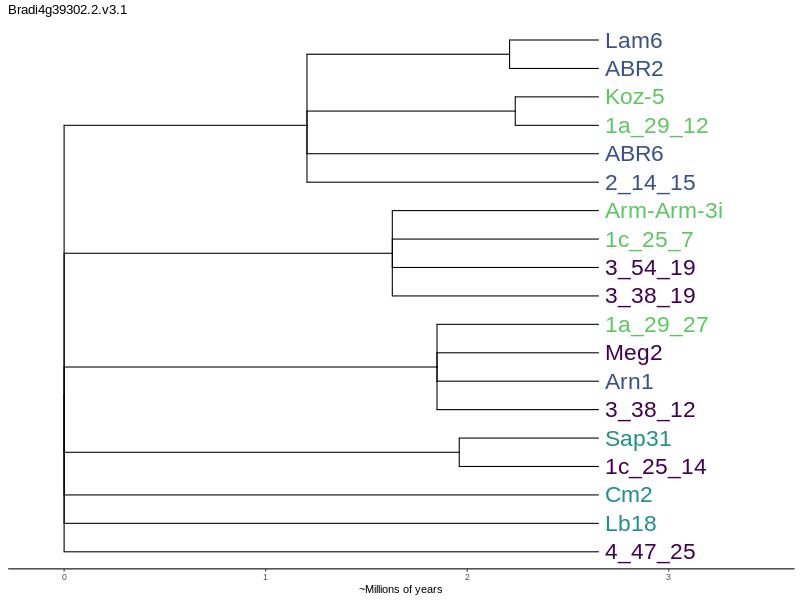 Bradi4g39302.2.v3.1
Lam6
ABR2
Koz-5
1a_29_12
ABR6
2_14_15
Arm-Arm-3i
1c_25_7
3_54_19
3_38_19
1a_29_27
Meg2
Arn1
3_38_12
Sap31
1c_25_14
Cm2
Lb18
4_47_25
0 1 2 3
~Millions of years